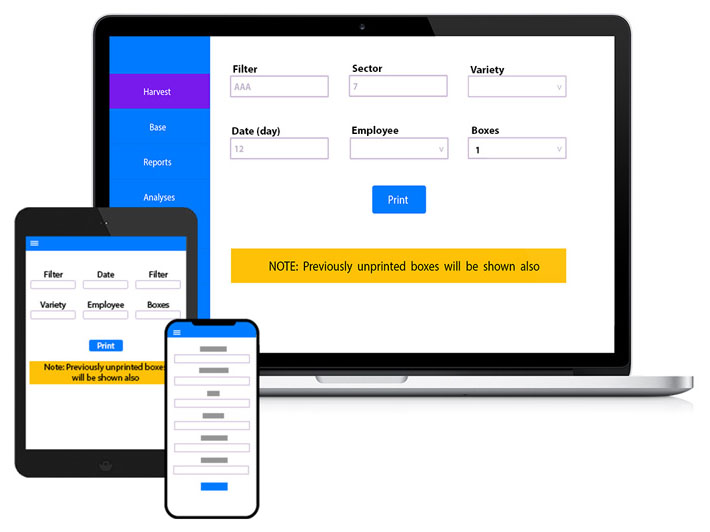 Filter Sector Variety
AAA 7
Harvest
Date (day) Employee Boxes
Base
12 1
Reports
Analyses
Print
NOTE: Previously unprinted boxes will be shown also
Filter Date Filter
Variety Employee Boxes
Print
Note: Previously unprinted boxes
will be shown also